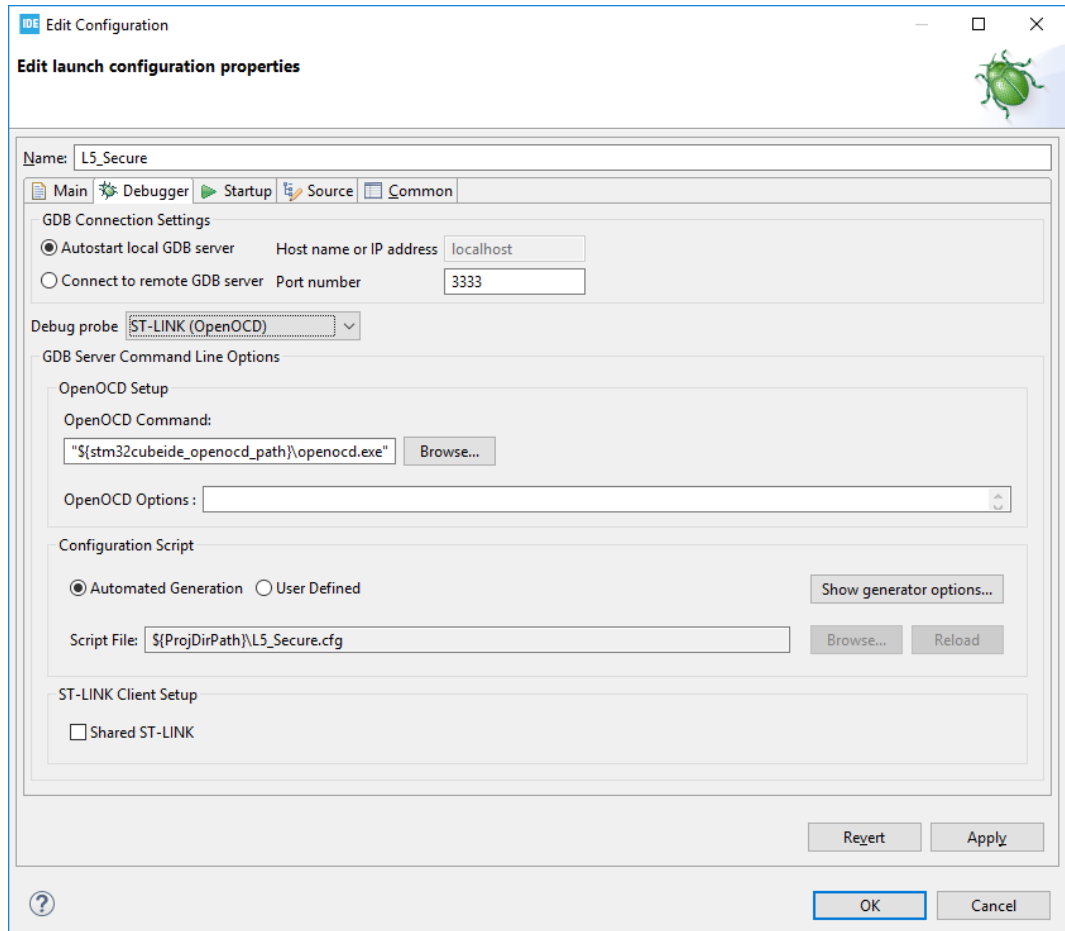 IDE Edit Configuration
Edit launch configuration properties
Name: L5_Secure
Main Debugger Startup Source Common
GDB Connection Settings
Autostart local GDB server Host name or IP address localhost
Connect to remote GDB server Port number 3333
Debug probe ST-LINK (OpenOCD)
GDB Server Command Line Options
OpenOCD Setup
OpenOCD Command:
"${stm32cubeide_openocd_path}\openocd.exe" Browse...
OpenOCD Options :
Configuration Script
Automated Generation User Defined Show generator options...
Script File: ${ProjDirPath}\L5_Secure.cfg Browse... Reload
ST-LINK Client Setup
Shared ST-LINK
Revert Apply
? OK Cancel